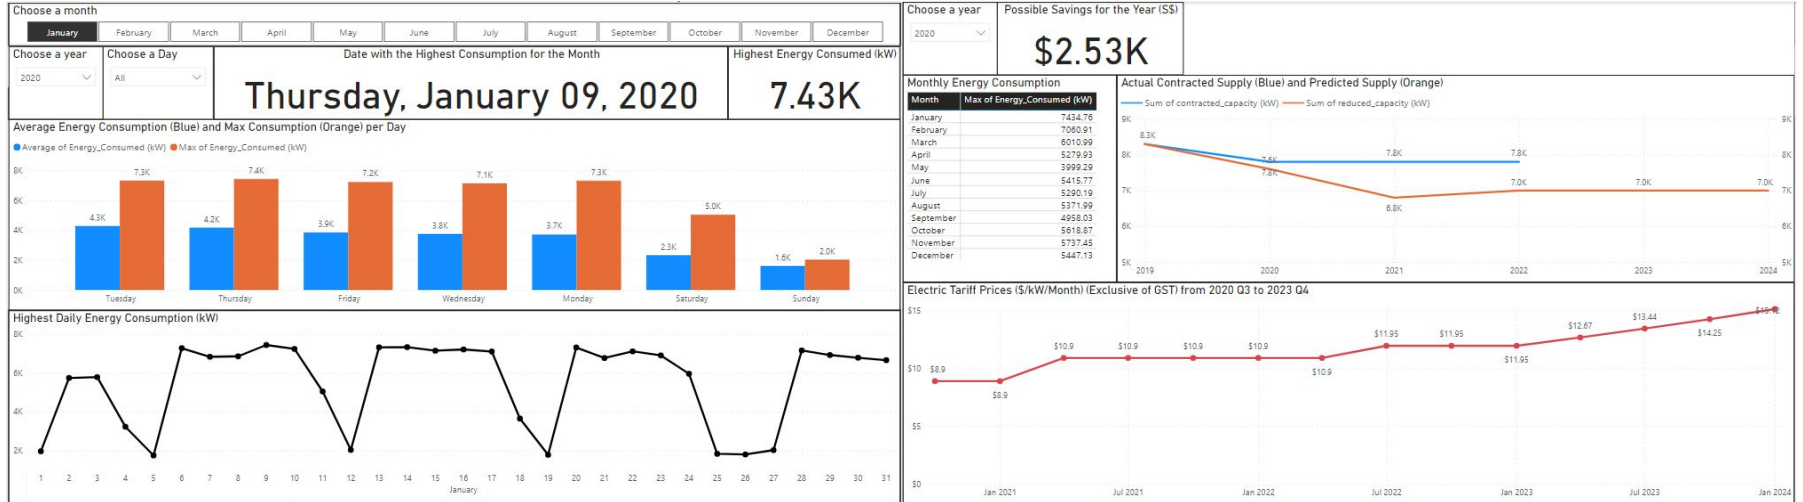 Choose a month
January February March April May June July August September October November December
Choose a year
2020
Choose a Day
All
Date with the Highest Consumption for the Month
Thursday, January 09, 2020
Highest Energy Consumed (kW)
7.43K
Average Energy Consumption (Blue) and Max Consumption (Orange) per Day
Average of Energy_Consumed (kW) Max of Energy_Consumed (kW)
8K
6K
4K
2K
0K
4.3K 7.3K 4.2K 7.4K 3.9K 7.2K 3.8K 7.1K 3.7K 7.3K 2.3K 5.0K 1.6K 2.0K
Tuesday Thursday Friday Wednesday Monday Saturday Sunday
Highest Daily Energy Consumption (kW)
8K
6K
4K
2K
1 2 3 4 5 6 7 8 9 10 11 12 13 14 15 16 17 18 19 20 21 22 23 24 25 26 27 28 29 30 31
January
Choose a year
2020
Possible Savings for the Year (S$)
$2.53K
Monthly Energy Consumption
Month Max of Energy_Consumed (kW)
January 7434.76
February 7060.91
March 6010.99
April 5279.93
May 3999.29
June 5415.77
July 5290.19
August 5371.99
September 4958.03
October 5618.87
November 5737.45
December 5447.13
Actual Contracted Supply (Blue) and Predicted Supply (Orange)
Sum of contracted_capacity (kW) Sum of reduced_capacity (kW)
9K 9K
8K 8K
7K 7K
6K 6K
5K 5K
8.3K 7.8K 7.8K 7.8K
6.8K 7.0K 7.0K 7.0K
2019 2020 2021 2022 2023 2024
Electric Tariff Prices ($/kW/Month) (Exclusive of GST) from 2020 Q3 to 2023 Q4
$15
$10
$5
$0
$8.9 $8.9 $10.9 $10.9 $10.9 $10.9 $10.9 $11.95 $11.95 $11.95 $12.67 $13.44 $14.25
Jan 2021 Jul 2021 Jan 2022 Jul 2022 Jan 2023 Jul 2023 Jan 2024